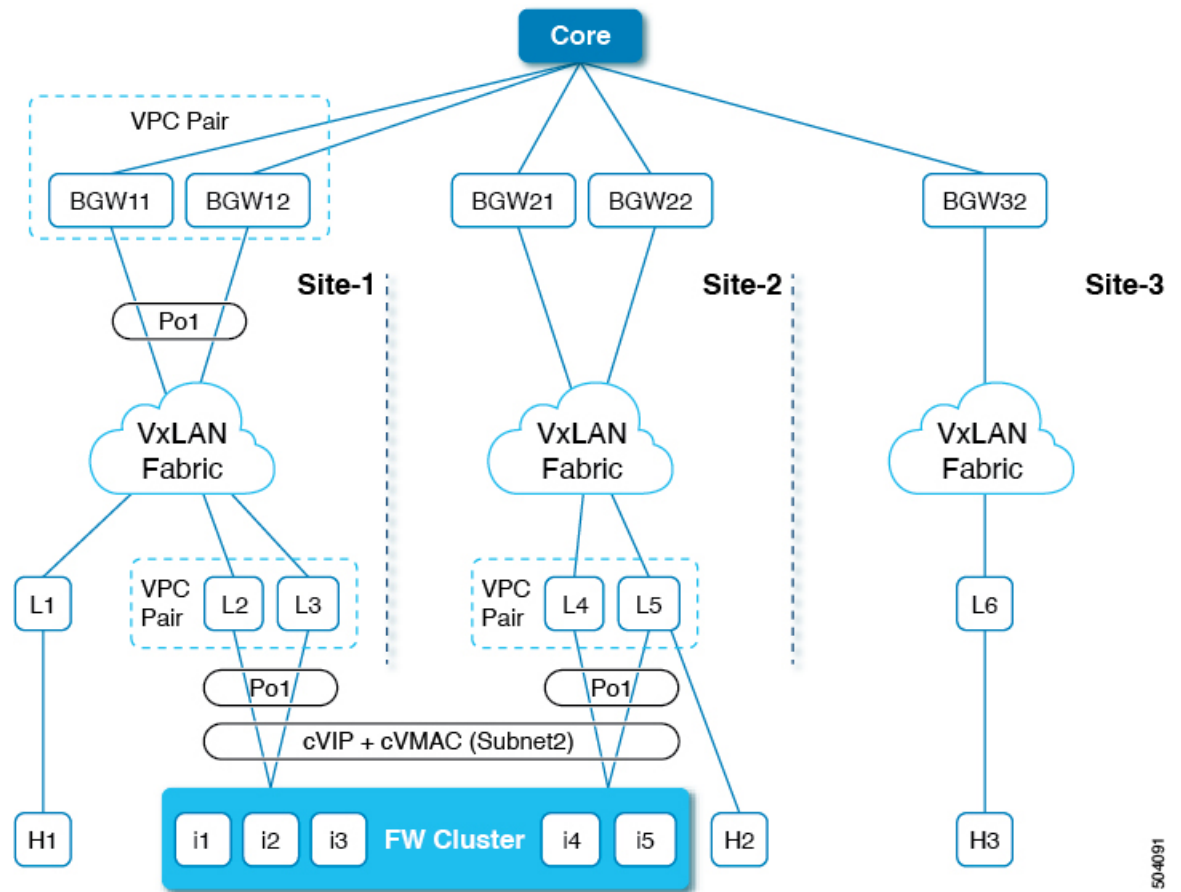 Core
VPC Pair
BGW11
BGW12
BGW21
BGW22
BGW32
Site-1
Site-2
Site-3
Po1
VxLAN
Fabric
VxLAN
Fabric
VxLAN
Fabric
L1
VPC
Pair
L2
L3
VPC
Pair
L4
L5
L6
Po1
Po1
cVIP + cVMAC (Subnet2)
H1
i1
i2
i3
FW Cluster
i4
i5
H2
H3
504091